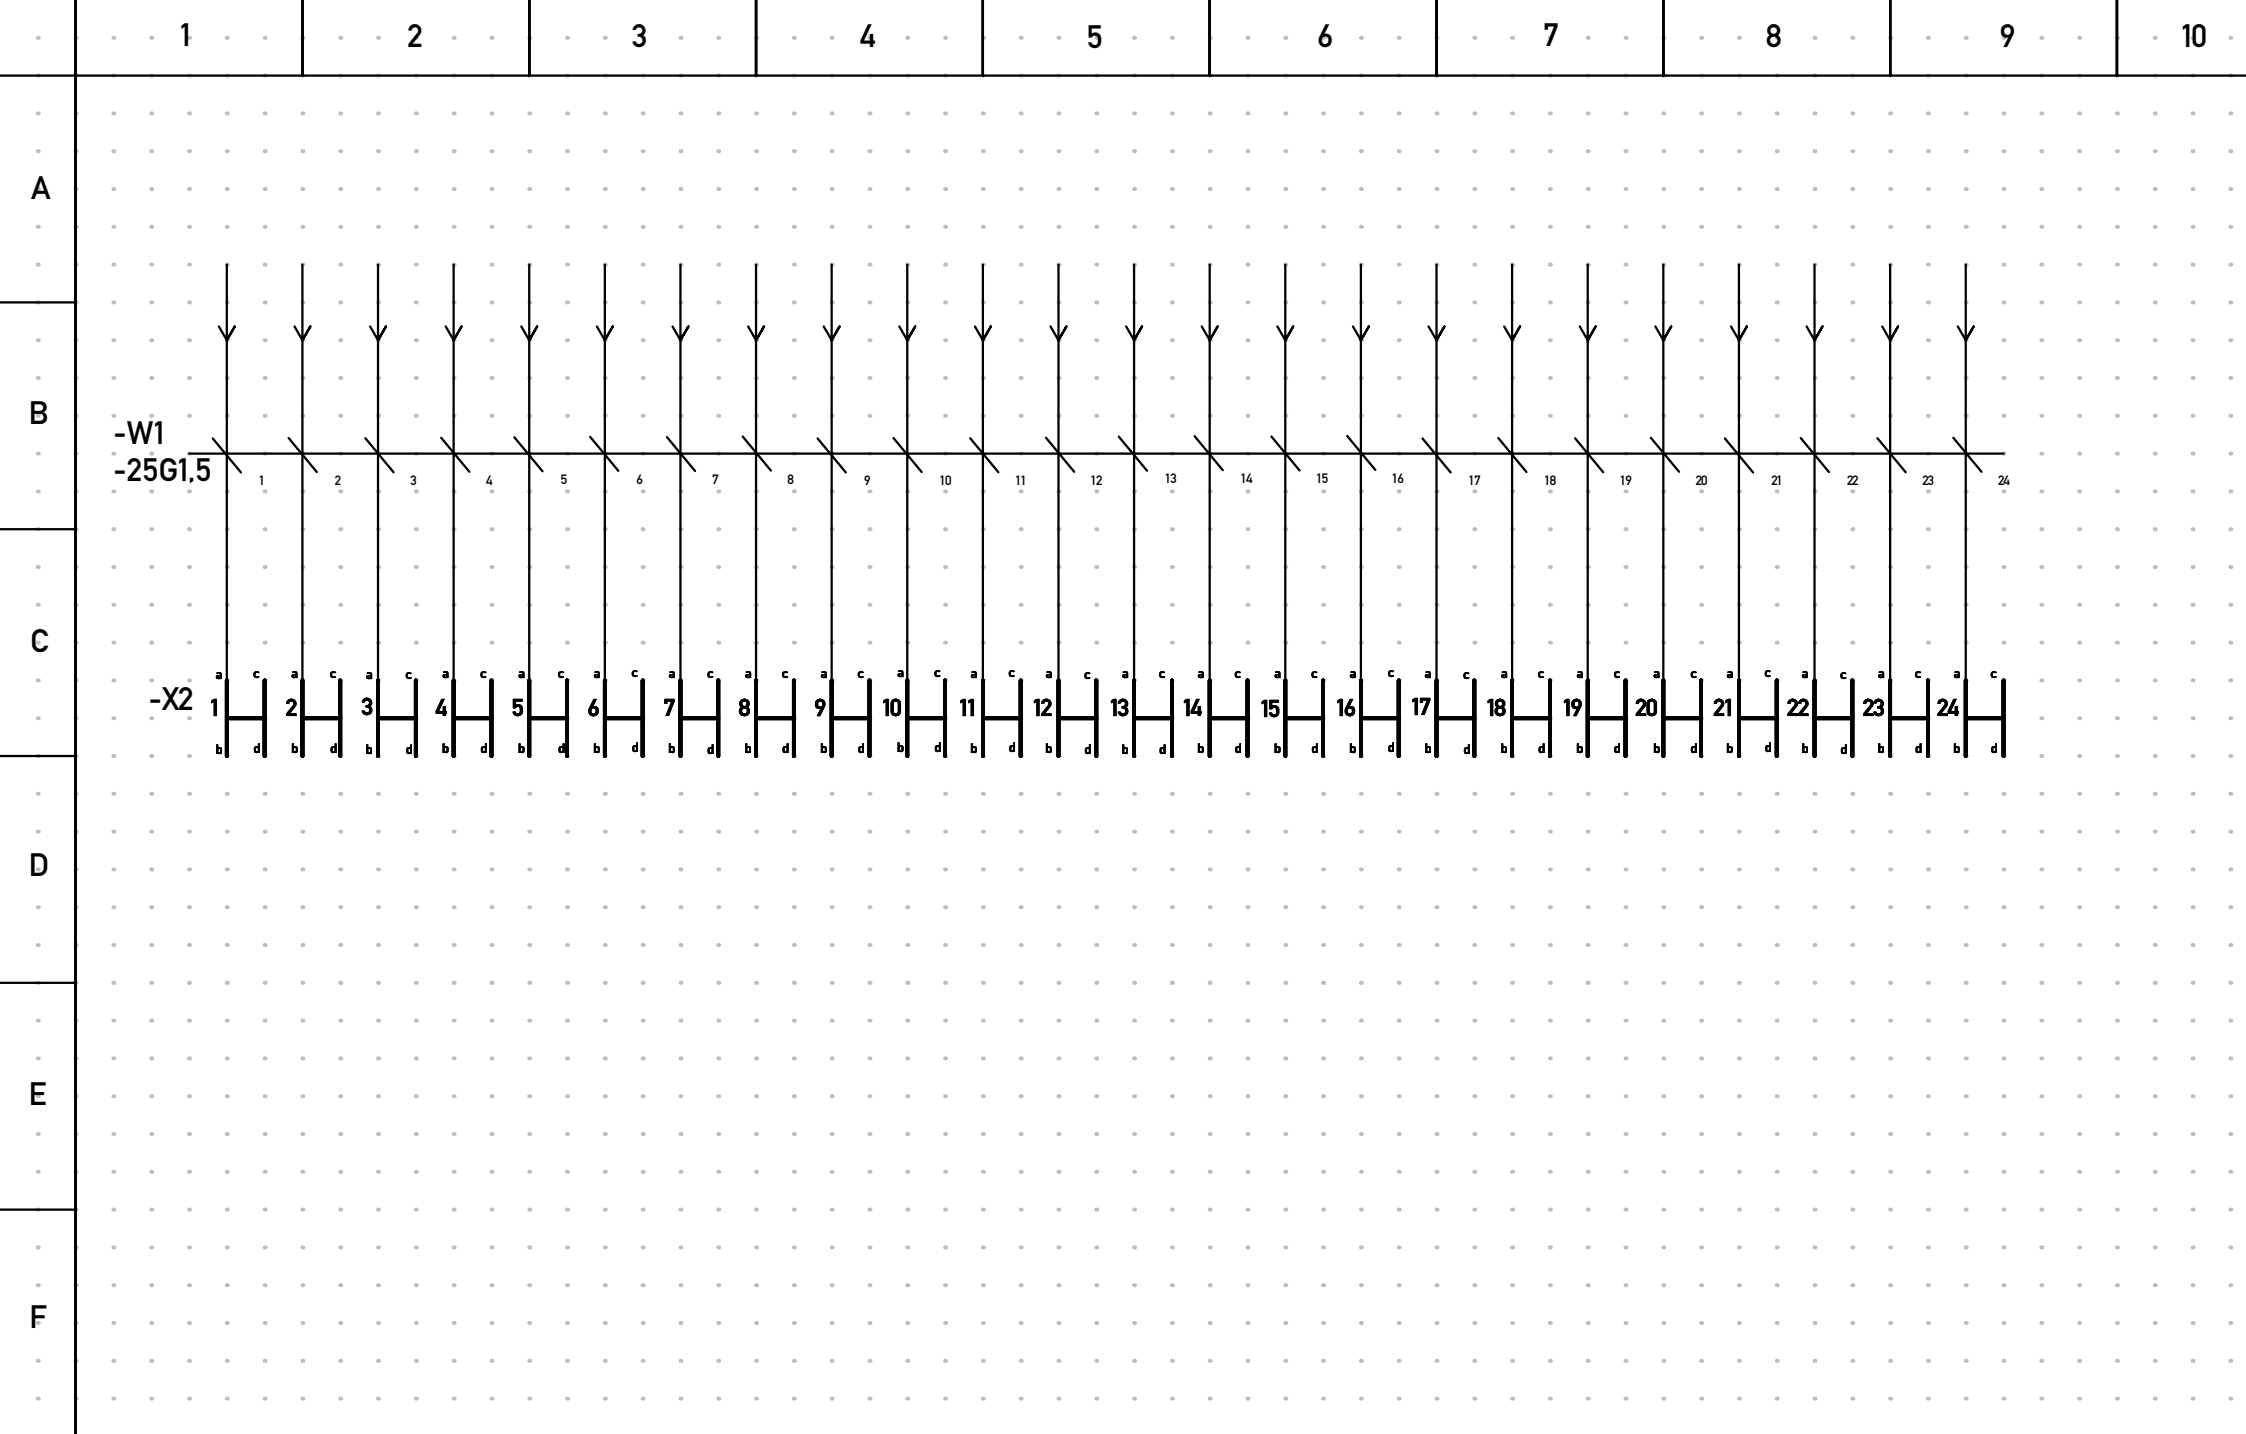 1 2 3 4 5 6 7 8 9 10
A
B
-W1
-25G1,5
1 2 3 4 5 6 7 8 9 10 11 12 13 14 15 16 17 18 19 20 21 22 23 24
C
a c a c a c a c a c a c a c a c a c a c a c a c a c a c a c a c a c a c a c a c a c a c a c a c
-X2 1 2 3 4 5 6 7 8 9 10 11 12 13 14 15 16 17 18 19 20 21 22 23 24
b d b d b d b d b d b d b d b d b d b d b d b d b d b d b d b d b d b d b d b d b d b d b d b d
D
E
F